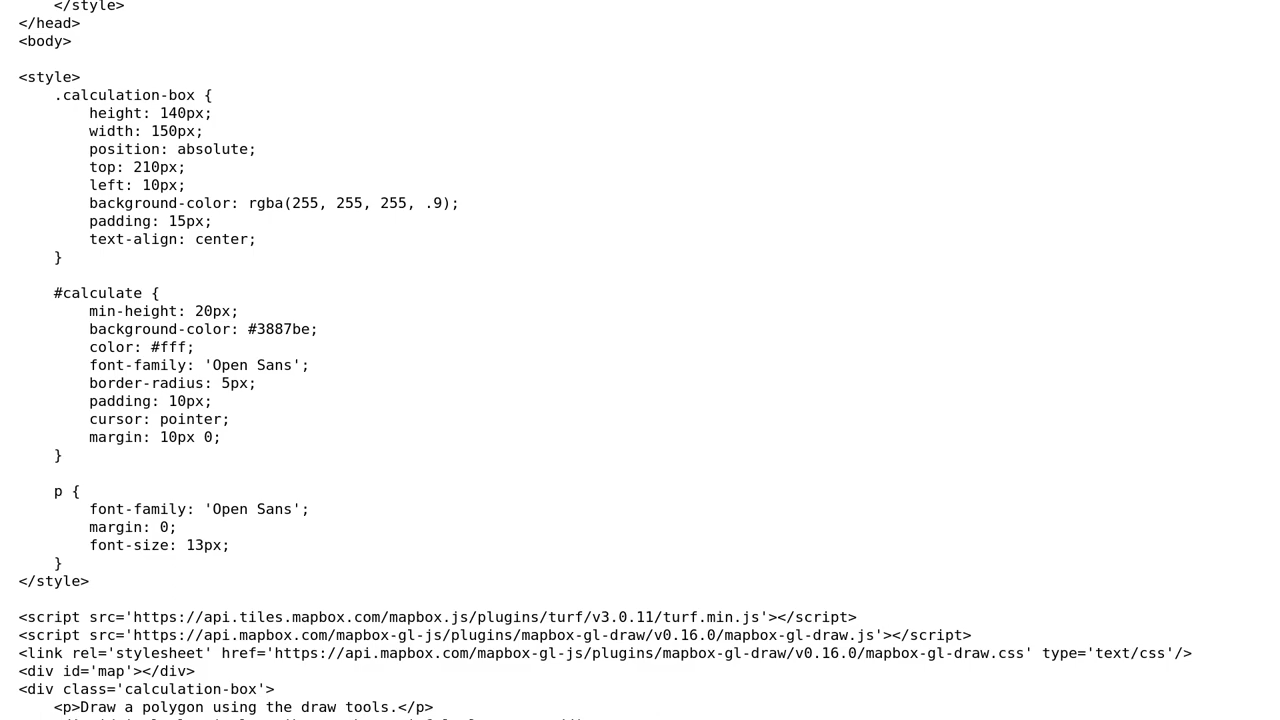 </style>
</head>
<body>

<style>
    .calculation-box {
        height: 140px;
        width: 150px;
        position: absolute;
        top: 210px;
        left: 10px;
        background-color: rgba(255, 255, 255, .9);
        padding: 15px;
        text-align: center;
    }

    #calculate {
        min-height: 20px;
        background-color: #3887be;
        color: #fff;
        font-family: 'Open Sans';
        border-radius: 5px;
        padding: 10px;
        cursor: pointer;
        margin: 10px 0;
    }

    p {
        font-family: 'Open Sans';
        margin: 0;
        font-size: 13px;
    }
</style>

<script src='https://api.tiles.mapbox.com/mapbox.js/plugins/turf/v3.0.11/turf.min.js'></script>
<script src='https://api.mapbox.com/mapbox-gl-js/plugins/mapbox-gl-draw/v0.16.0/mapbox-gl-draw.js'></script>
<link rel='stylesheet' href='https://api.mapbox.com/mapbox-gl-js/plugins/mapbox-gl-draw/v0.16.0/mapbox-gl-draw.css' type='text/css'/>
<div id='map'></div>
<div class='calculation-box'>
    <p>Draw a polygon using the draw tools.</p>